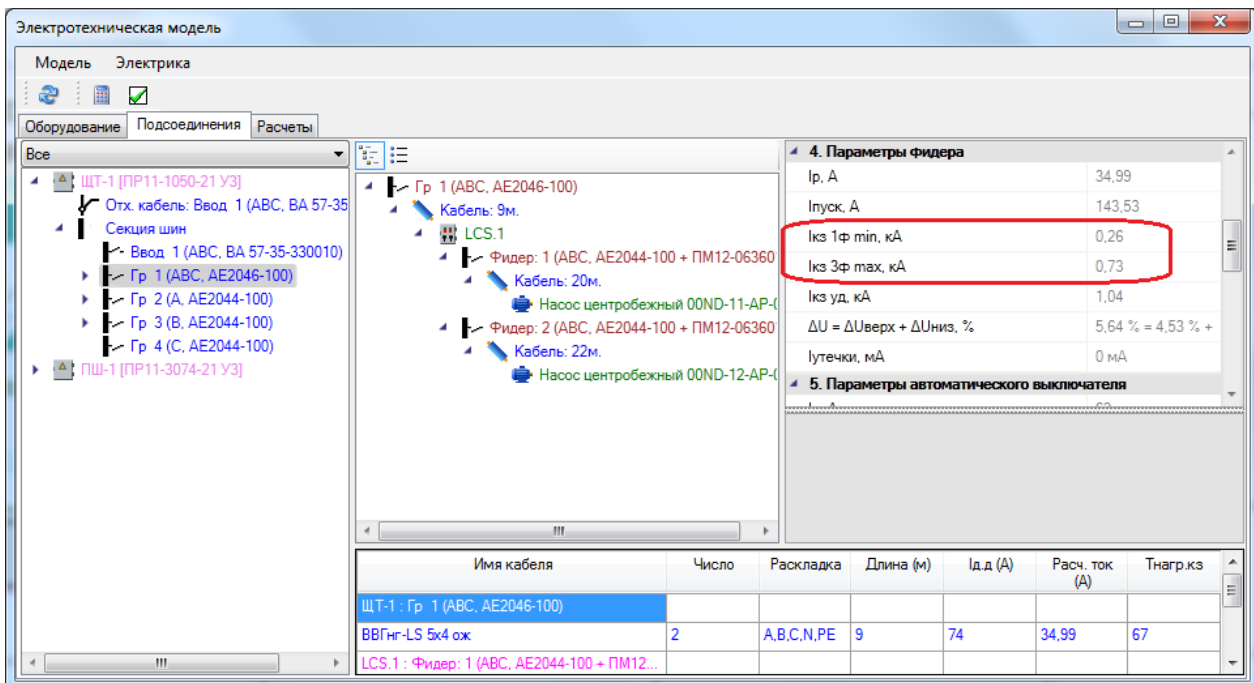 Электротехническая модель
Модель Электрика
Оборудование Подсоединения Расчеты
Все
ЩТ-1 [ПР11-1050-21 У3]
Отх. кабель: Ввод 1 (ABC, ВА 57-35
Секция шин
Ввод 1 (ABC, ВА 57-35-330010)
Гр 1 (ABC, АЕ2046-100)
Гр 2 (A, АЕ2044-100)
Гр 3 (B, АЕ2044-100)
Гр 4 (C, АЕ2044-100)
ПШ-1 [ПР11-3074-21 У3]
Гр 1 (ABC, АЕ2046-100)
Кабель: 9м.
LCS.1
Фидер: 1 (ABC, АЕ2044-100 + ПМ12-06360
Кабель: 20м.
Насос центробежный 00ND-11-AP-
Фидер: 2 (ABC, АЕ2044-100 + ПМ12-06360
Кабель: 22м.
Насос центробежный 00ND-12-AP-
4. Параметры фидера
Iр, А 34,99
Iпуск, А 143,53
Iкз 1ф min, кА 0,26
Iкз 3ф max, кА 0,73
Iкз уд, кА 1,04
ΔU = ΔUверх + ΔUниз, % 5,64 % = 4,53 % +
Iутечки, мА 0 мА
5. Параметры автоматического выключателя
Имя кабеля Число Раскладка Длина (м) Iд.д (А) Расч. ток (А) Тнагр.кз
ЩТ-1 : Гр 1 (ABC, АЕ2046-100)
ВВГнг-LS 5x4 ож 2 A,B,C,N,PE 9 74 34,99 67
LCS.1 : Фидер: 1 (ABC, АЕ2044-100 + ПМ12...